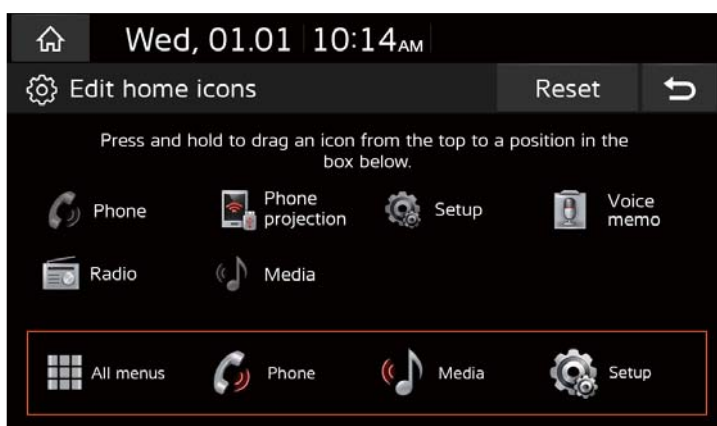 Wed, 01.01 10:14AM
Edit home icons Reset
Press and hold to drag an icon from the top to a position in the
box below.
Phone
Phone
projection
Setup
Voice
memo
Radio
Media
All menus
Phone
Media
Setup